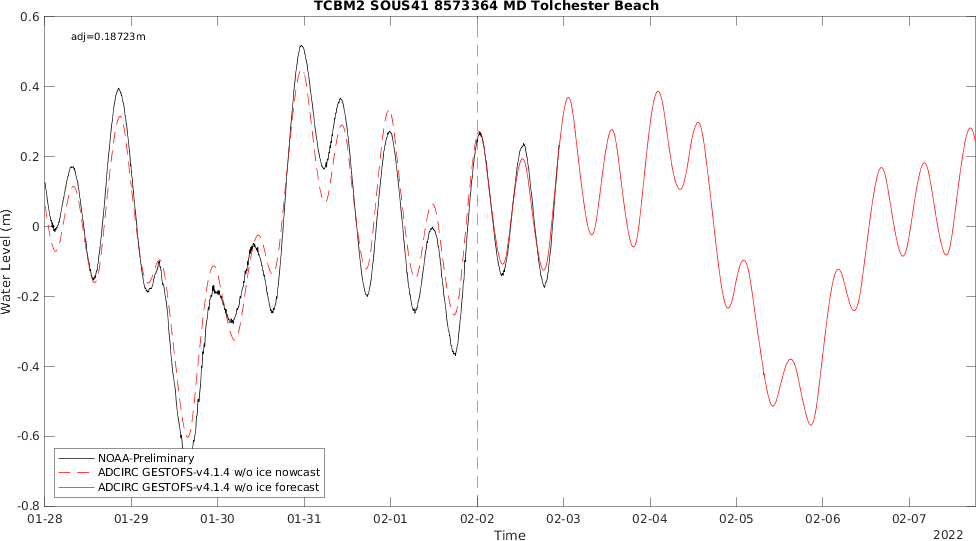 TCBM2 SOUS41 8573364 MD Tolchester Beach
adj=0.18723m
Water Level (m)
0.6
0.4
0.2
0
-0.2
-0.4
-0.6
-0.8
NOAA-Preliminary
ADCIRC GESTOFS-v4.1.4 w/o ice nowcast
ADCIRC GESTOFS-v4.1.4 w/o ice forecast
01-28 01-29 01-30 01-31 02-01 02-02 02-03 02-04 02-05 02-06 02-07
Time
2022